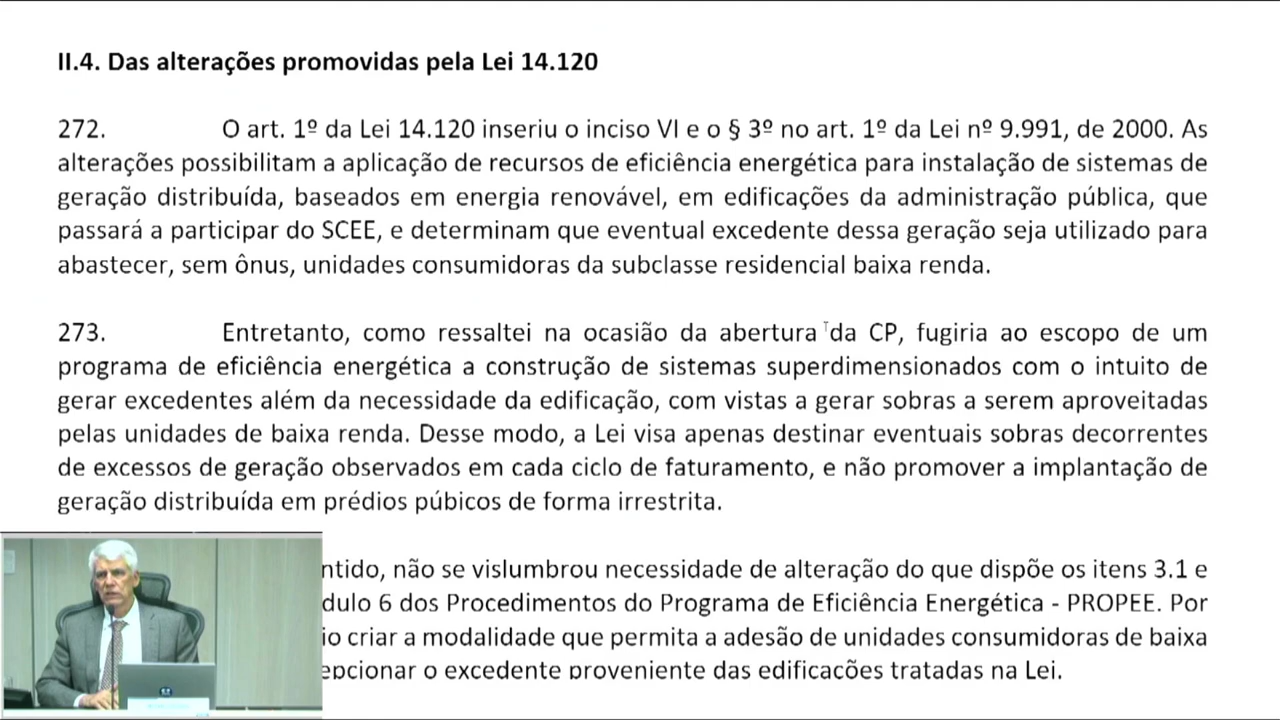 II.4. Das alterações promovidas pela Lei 14.120
272. O art. 1º da Lei 14.120 inseriu o inciso VI e o § 3º no art. 1º da Lei nº 9.991, de 2000. As
alterações possibilitam a aplicação de recursos de eficiência energética para instalação de sistemas de
geração distribuída, baseados em energia renovável, em edificações da administração pública, que
passará a participar do SCEE, e determinam que eventual excedente dessa geração seja utilizado para
abastecer, sem ônus, unidades consumidoras da subclasse residencial baixa renda.
273. Entretanto, como ressaltei na ocasião da abertura da CP, fugiria ao escopo de um
programa de eficiência energética a construção de sistemas superdimensionados com o intuito de
gerar excedentes além da necessidade da edificação, com vistas a gerar sobras a serem aproveitadas
pelas unidades de baixa renda. Desse modo, a Lei visa apenas destinar eventuais sobras decorrentes
de excessos de geração observados em cada ciclo de faturamento, e não promover a implantação de
geração distribuída em prédios púbicos de forma irrestrita.
ntido, não se vislumbrou necessidade de alteração do que dispõe os itens 3.1 e
dulo 6 dos Procedimentos do Programa de Eficiência Energética - PROPEE. Por
io criar a modalidade que permita a adesão de unidades consumidoras de baixa
epcionar o excedente proveniente das edificações tratadas na Lei.